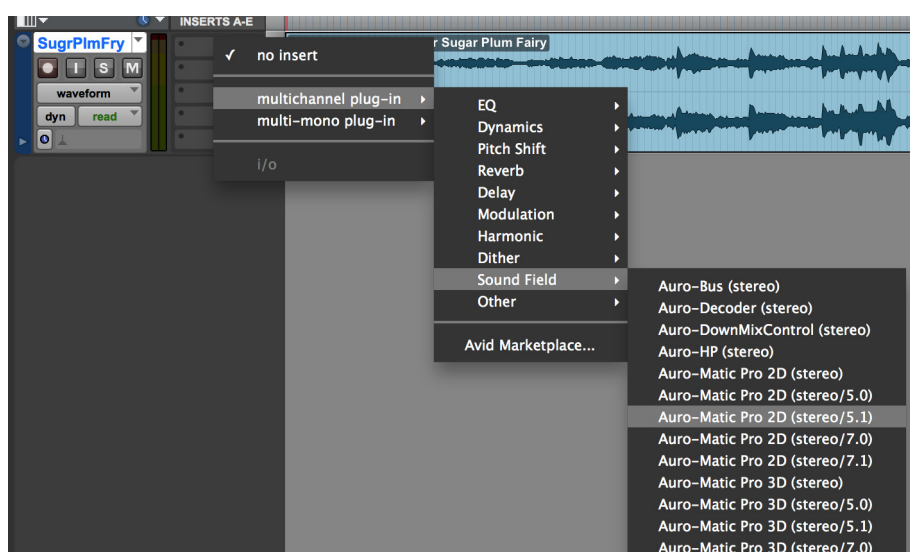 INSERTS A-E
SugrPlmFry
I S M
waveform
dyn read
r Sugar Plum Fairy
✓ no insert
multichannel plug-in
multi-mono plug-in
i/o
EQ
Dynamics
Pitch Shift
Reverb
Delay
Modulation
Harmonic
Dither
Sound Field
Other
Avid Marketplace...
Auro-Bus (stereo)
Auro-Decoder (stereo)
Auro-DownMixControl (stereo)
Auro-HP (stereo)
Auro-Matic Pro 2D (stereo)
Auro-Matic Pro 2D (stereo/5.0)
Auro-Matic Pro 2D (stereo/5.1)
Auro-Matic Pro 2D (stereo/7.0)
Auro-Matic Pro 2D (stereo/7.1)
Auro-Matic Pro 3D (stereo)
Auro-Matic Pro 3D (stereo/5.0)
Auro-Matic Pro 3D (stereo/5.1)
Auro-Matic Pro 3D (stereo/7.0)